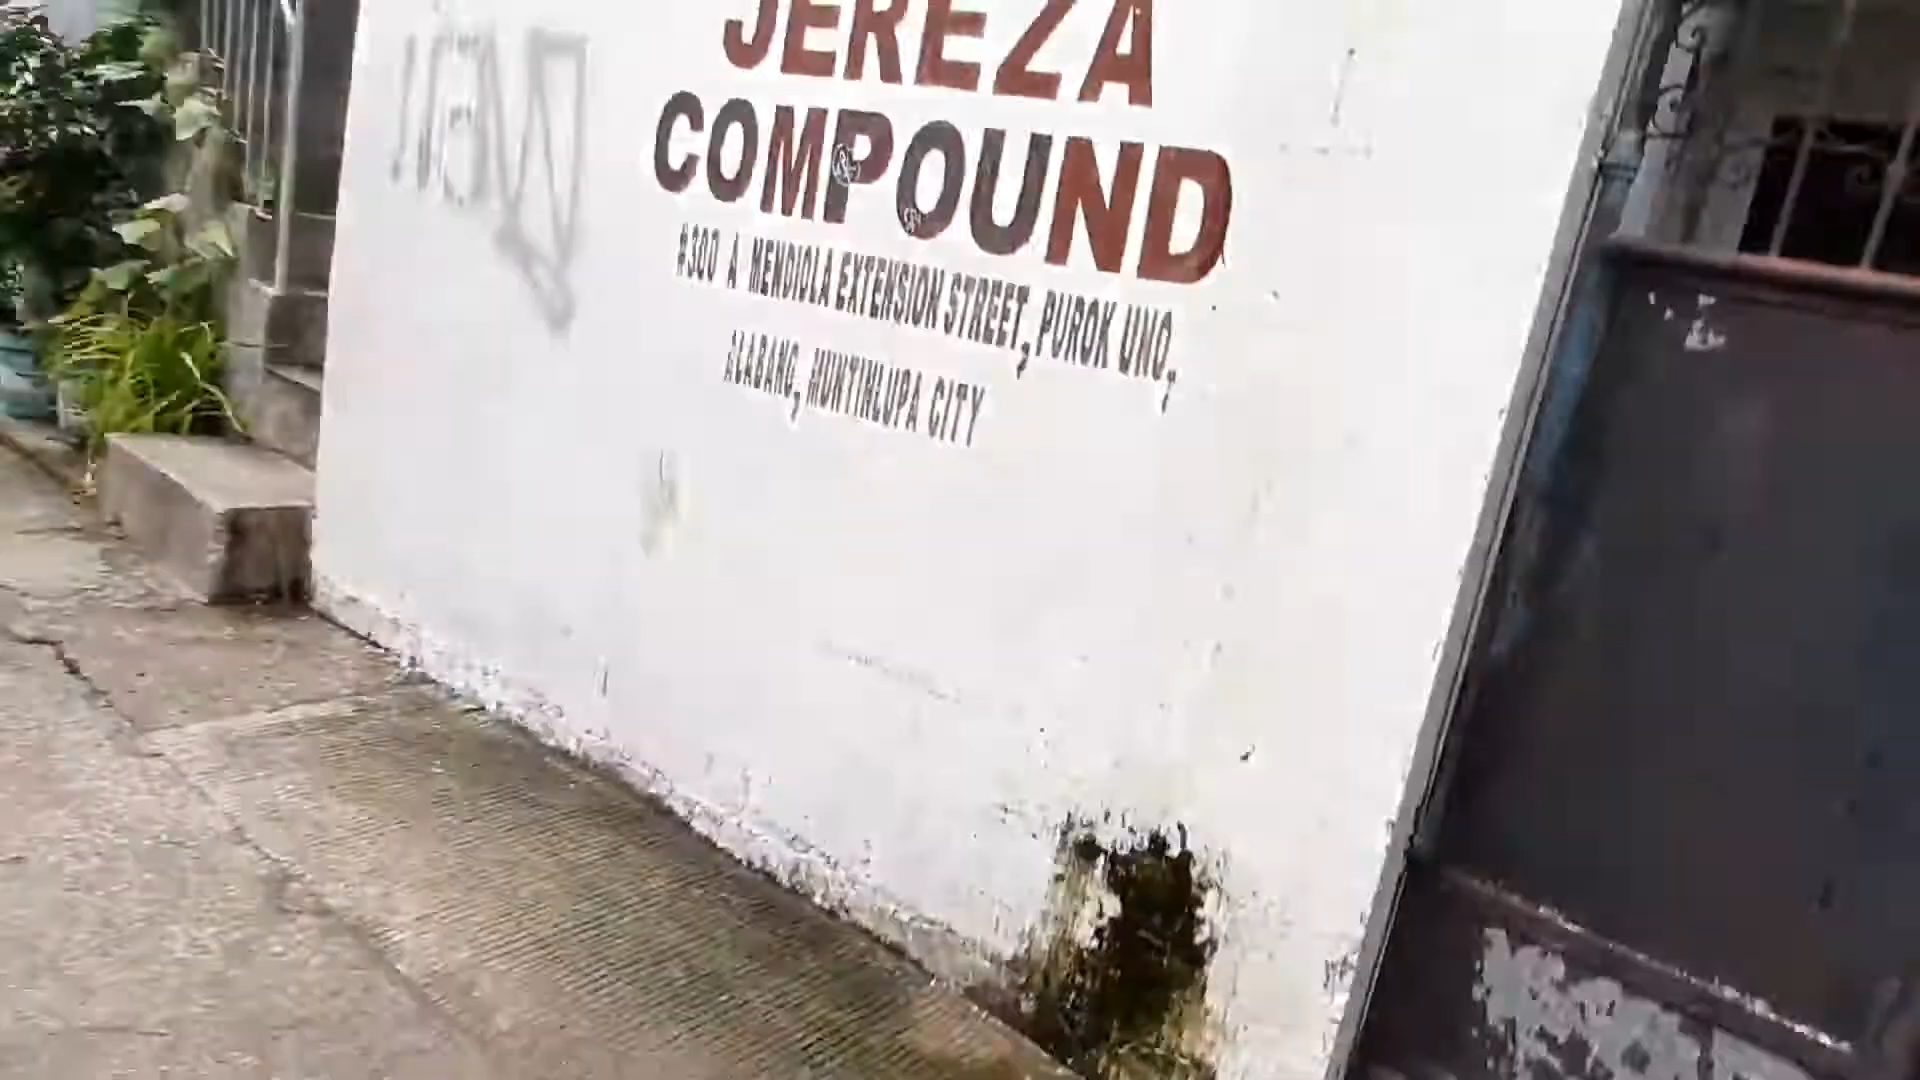 JEREZA
COMPOUND
#300 A MENDIOLA EXTENSION STREET, PUROK UNO,
ALABANG, MUNTINLUPA CITY